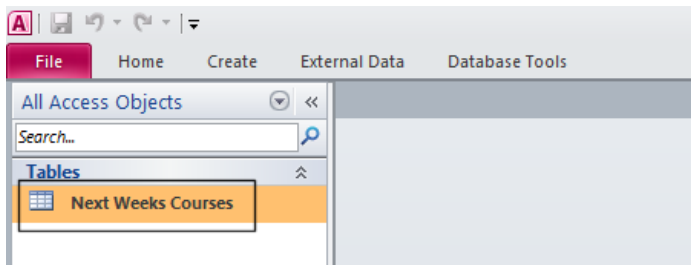 A
File Home Create External Data Database Tools
All Access Objects
Search...
Tables
Next Weeks Courses